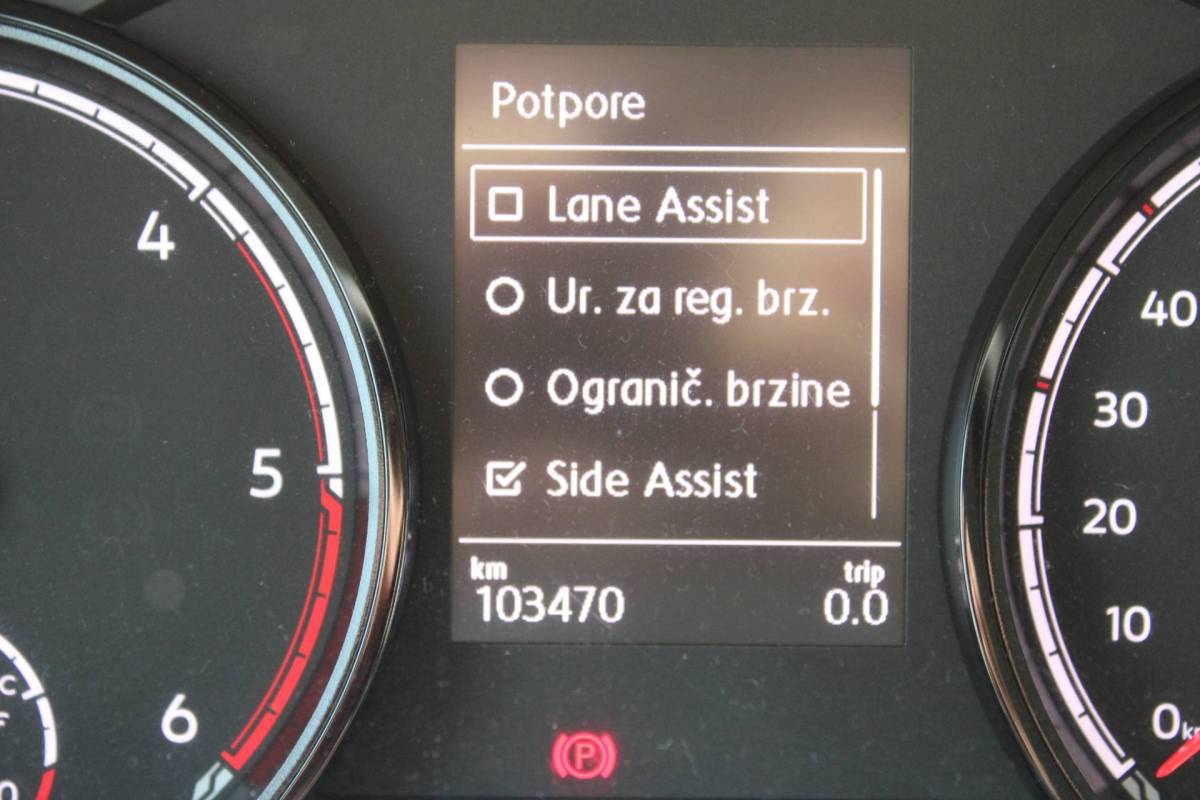 Potpore
Lane Assist
Ur. za reg. brz.
Ogranič. brzine
Side Assist
km trip
103470 0.0
4
5
6
40
30
20
10
0
P